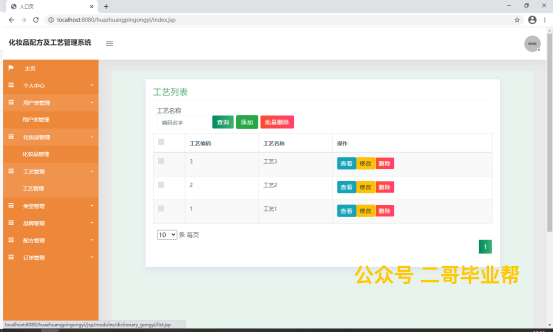 入口页
localhost:8080/huazhuangpingongyi/index.jsp
化妆品配方及工艺管理系统
主页
个人中心
用户表管理
用户表管理
化妆品管理
化妆品管理
工艺管理
工艺管理
类型管理
品牌管理
配方管理
订单管理
工艺列表
工艺名称
查询 添加 批量删除
工艺编码 工艺名称 操作
3 工艺3 查看 修改 删除
2 工艺2 查看 修改 删除
1 工艺1 查看 修改 删除
10 条 每页
1
公众号 二哥毕业帮
localhost:8080/huazhuangpingongyi/jsp/modules/dictionary_gongyi/list.jsp